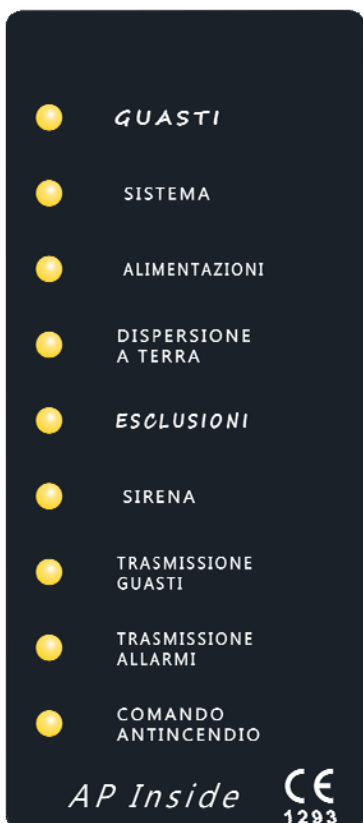 GUASTI
SISTEMA
ALIMENTAZIONI
DISPERSIONE
A TERRA
ESCLUSIONI
SIRENA
TRASMISSIONE
GUASTI
TRASMISSIONE
ALLARMI
COMANDO
ANTINCENDIO
AP Inside CE
1293